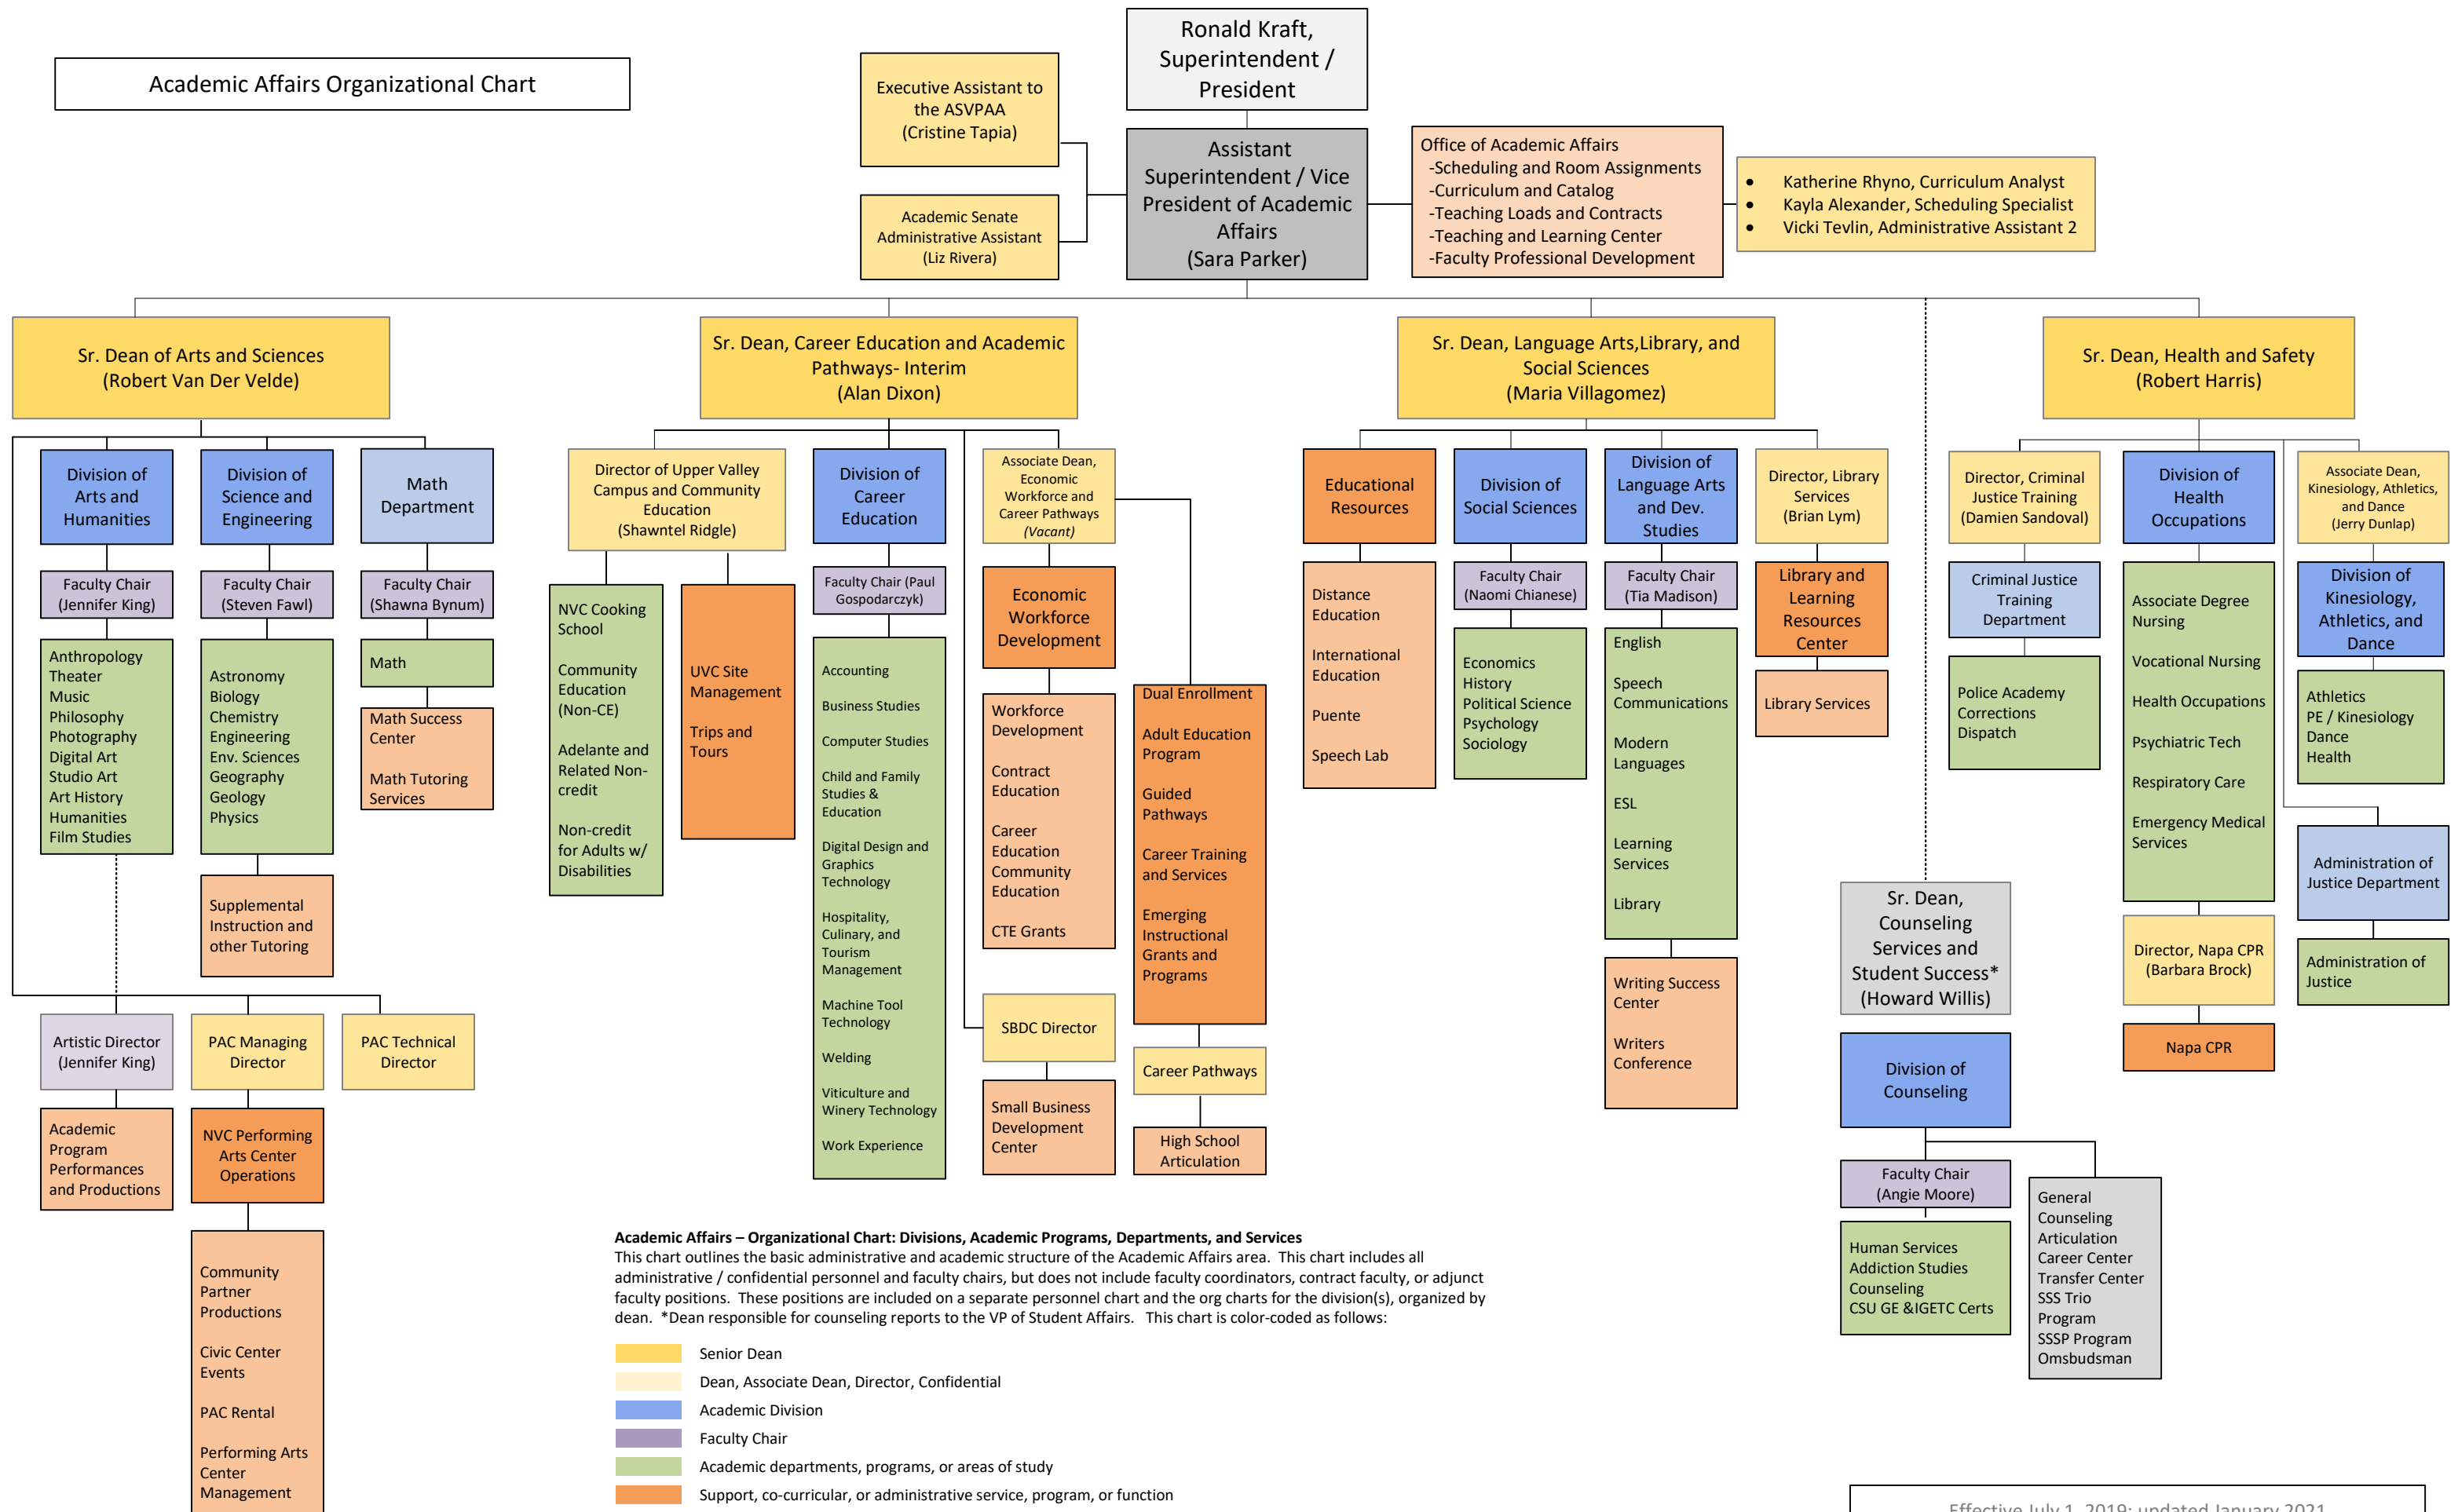 Academic Affairs Organizational Chart
Ronald Kraft,
Superintendent /
President
Executive Assistant to
the ASVPAA
(Cristine Tapia)
Academic Senate
Administrative Assistant
(Liz Rivera)
Assistant
Superintendent / Vice
President of Academic
Affairs
(Sara Parker)
Office of Academic Affairs
-Scheduling and Room Assignments
-Curriculum and Catalog
-Teaching Loads and Contracts
-Teaching and Learning Center
-Faculty Professional Development
• Katherine Rhyno, Curriculum Analyst
• Kayla Alexander, Scheduling Specialist
• Vicki Tevlin, Administrative Assistant 2
Sr. Dean of Arts and Sciences
(Robert Van Der Velde)
Division of
Arts and
Humanities
Faculty Chair
(Jennifer King)
Anthropology
Theater
Music
Philosophy
Photography
Digital Art
Studio Art
Art History
Humanities
Film Studies
Division of
Science and
Engineering
Faculty Chair
(Steven Fawl)
Astronomy
Biology
Chemistry
Engineering
Env. Sciences
Geography
Geology
Physics
Supplemental
Instruction and
other Tutoring
Math
Department
Faculty Chair
(Shawna Bynum)
Math
Math Success
Center
Math Tutoring
Services
Artistic Director
(Jennifer King)
Academic
Program
Performances
and Productions
PAC Managing
Director
NVC Performing
Arts Center
Operations
Community
Partner
Productions
Civic Center
Events
PAC Rental
Performing Arts
Center
Management
PAC Technical
Director
Sr. Dean, Career Education and Academic
Pathways- Interim
(Alan Dixon)
Director of Upper Valley
Campus and Community
Education
(Shawntel Ridgle)
NVC Cooking
School
Community
Education
(Non-CE)
Adelante and
Related Non-
credit
Non-credit
for Adults w/
Disabilities
UVC Site
Management
Trips and
Tours
Division of
Career
Education
Faculty Chair (Paul
Gospodarczyk)
Accounting
Business Studies
Computer Studies
Child and Family
Studies &
Education
Digital Design and
Graphics
Technology
Hospitality,
Culinary, and
Tourism
Management
Machine Tool
Technology
Welding
Viticulture and
Winery Technology
Work Experience
Associate Dean,
Economic
Workforce and
Career Pathways
(Vacant)
Economic
Workforce
Development
Workforce
Development
Contract
Education
Career
Education
Community
Education
CTE Grants
SBDC Director
Small Business
Development
Center
Dual Enrollment
Adult Education
Program
Guided
Pathways
Career Training
and Services
Emerging
Instructional
Grants and
Programs
Career Pathways
High School
Articulation
Sr. Dean, Language Arts,Library, and
Social Sciences
(Maria Villagomez)
Educational
Resources
Distance
Education
International
Education
Puente
Speech Lab
Division of
Social Sciences
Faculty Chair
(Naomi Chianese)
Economics
History
Political Science
Psychology
Sociology
Division of
Language Arts
and Dev.
Studies
Faculty Chair
(Tia Madison)
English
Speech
Communications
Modern
Languages
ESL
Learning
Services
Library
Writing Success
Center
Writers
Conference
Director, Library
Services
(Brian Lym)
Library and
Learning
Resources
Center
Library Services
Sr. Dean,
Counseling
Services and
Student Success*
(Howard Willis)
Division of
Counseling
Faculty Chair
(Angie Moore)
Human Services
Addiction Studies
Counseling
CSU GE &IGETC Certs
General
Counseling
Articulation
Career Center
Transfer Center
SSS Trio
Program
SSSP Program
Omsbudsman
Sr. Dean, Health and Safety
(Robert Harris)
Director, Criminal
Justice Training
(Damien Sandoval)
Criminal Justice
Training
Department
Police Academy
Corrections
Dispatch
Division of
Health
Occupations
Associate Degree
Nursing
Vocational Nursing
Health Occupations
Psychiatric Tech
Respiratory Care
Emergency Medical
Services
Director, Napa CPR
(Barbara Brock)
Napa CPR
Associate Dean,
Kinesiology, Athletics,
and Dance
(Jerry Dunlap)
Division of
Kinesiology,
Athletics, and
Dance
Athletics
PE / Kinesiology
Dance
Health
Administration of
Justice Department
Administration of
Justice
Academic Affairs – Organizational Chart: Divisions, Academic Programs, Departments, and Services
This chart outlines the basic administrative and academic structure of the Academic Affairs area. This chart includes all
administrative / confidential personnel and faculty chairs, but does not include faculty coordinators, contract faculty, or adjunct
faculty positions. These positions are included on a separate personnel chart and the org charts for the division(s), organized by
dean. *Dean responsible for counseling reports to the VP of Student Affairs. This chart is color-coded as follows:
Senior Dean
Dean, Associate Dean, Director, Confidential
Academic Division
Faculty Chair
Academic departments, programs, or areas of study
Support, co-curricular, or administrative service, program, or function
Effective July 1, 2019; updated January 2021